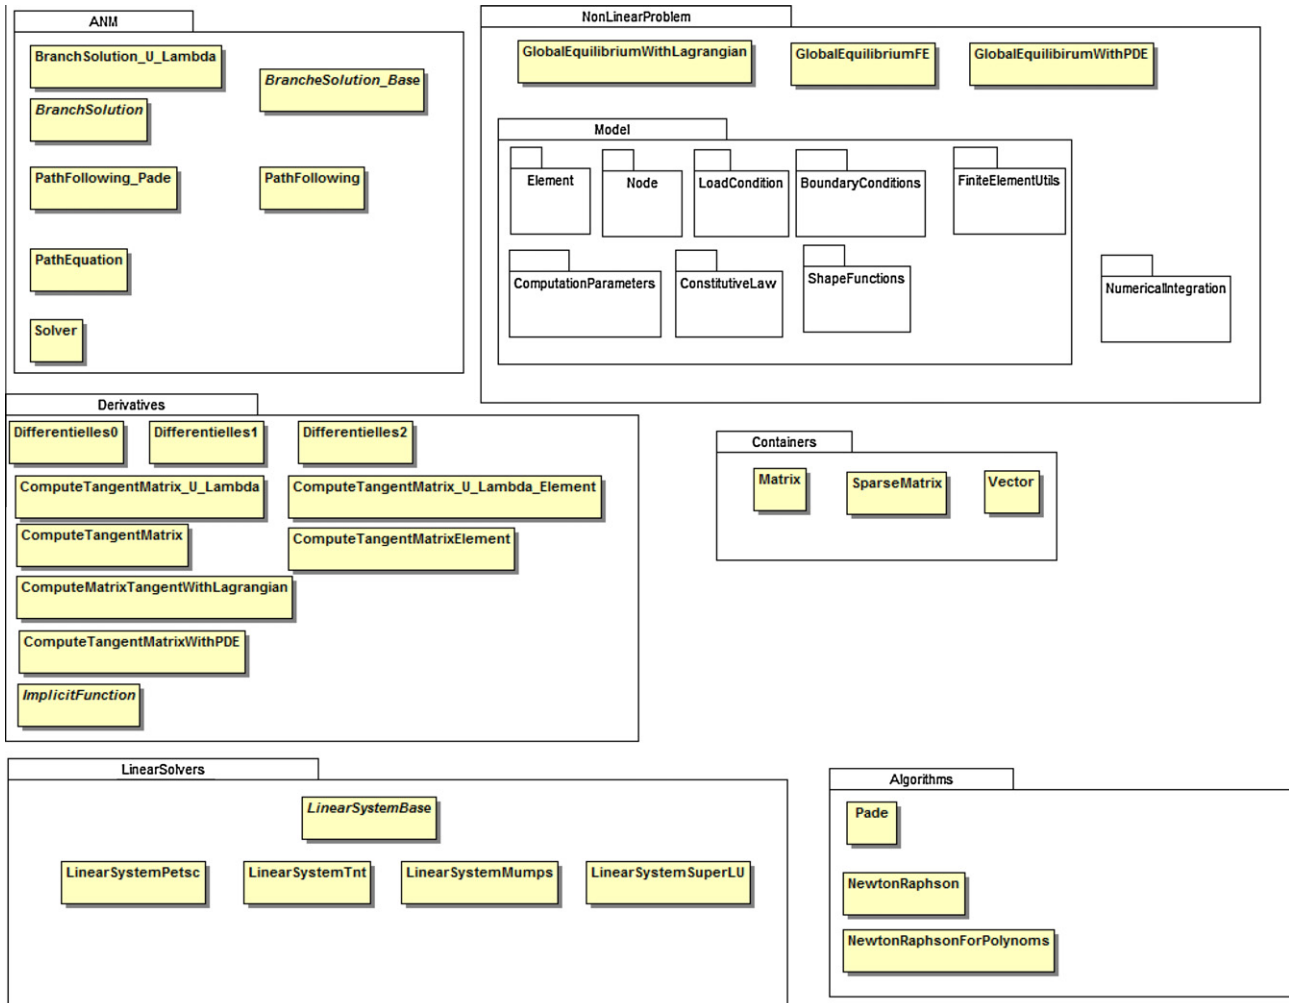 ANM
BranchSolution_U_Lambda
BrancheSolution_Base
BranchSolution
PathFollowing_Pade
PathFollowing
PathEquation
Solver
NonLinearProblem
GlobalEquilibriumWithLagrangian
GlobalEquilibriumFE
GlobalEquilibirumWithPDE
Model
Element
Node
LoadCondition
BoundaryConditions
FiniteElementUtils
ComputationParameters
ConstitutiveLaw
ShapeFunctions
NumericalIntegration
Derivatives
Differentielles0
Differentielles1
Differentielles2
ComputeTangentMatrix_U_Lambda
ComputeTangentMatrix_U_Lambda_Element
ComputeTangentMatrix
ComputeTangentMatrixElement
ComputeMatrixTangentWithLagrangian
ComputeTangentMatrixWithPDE
ImplicitFunction
Containers
Matrix
SparseMatrix
Vector
LinearSolvers
LinearSystemBase
LinearSystemPetsc
LinearSystemTnt
LinearSystemMumps
LinearSystemSuperLU
Algorithms
Pade
NewtonRaphson
NewtonRaphsonForPolynoms